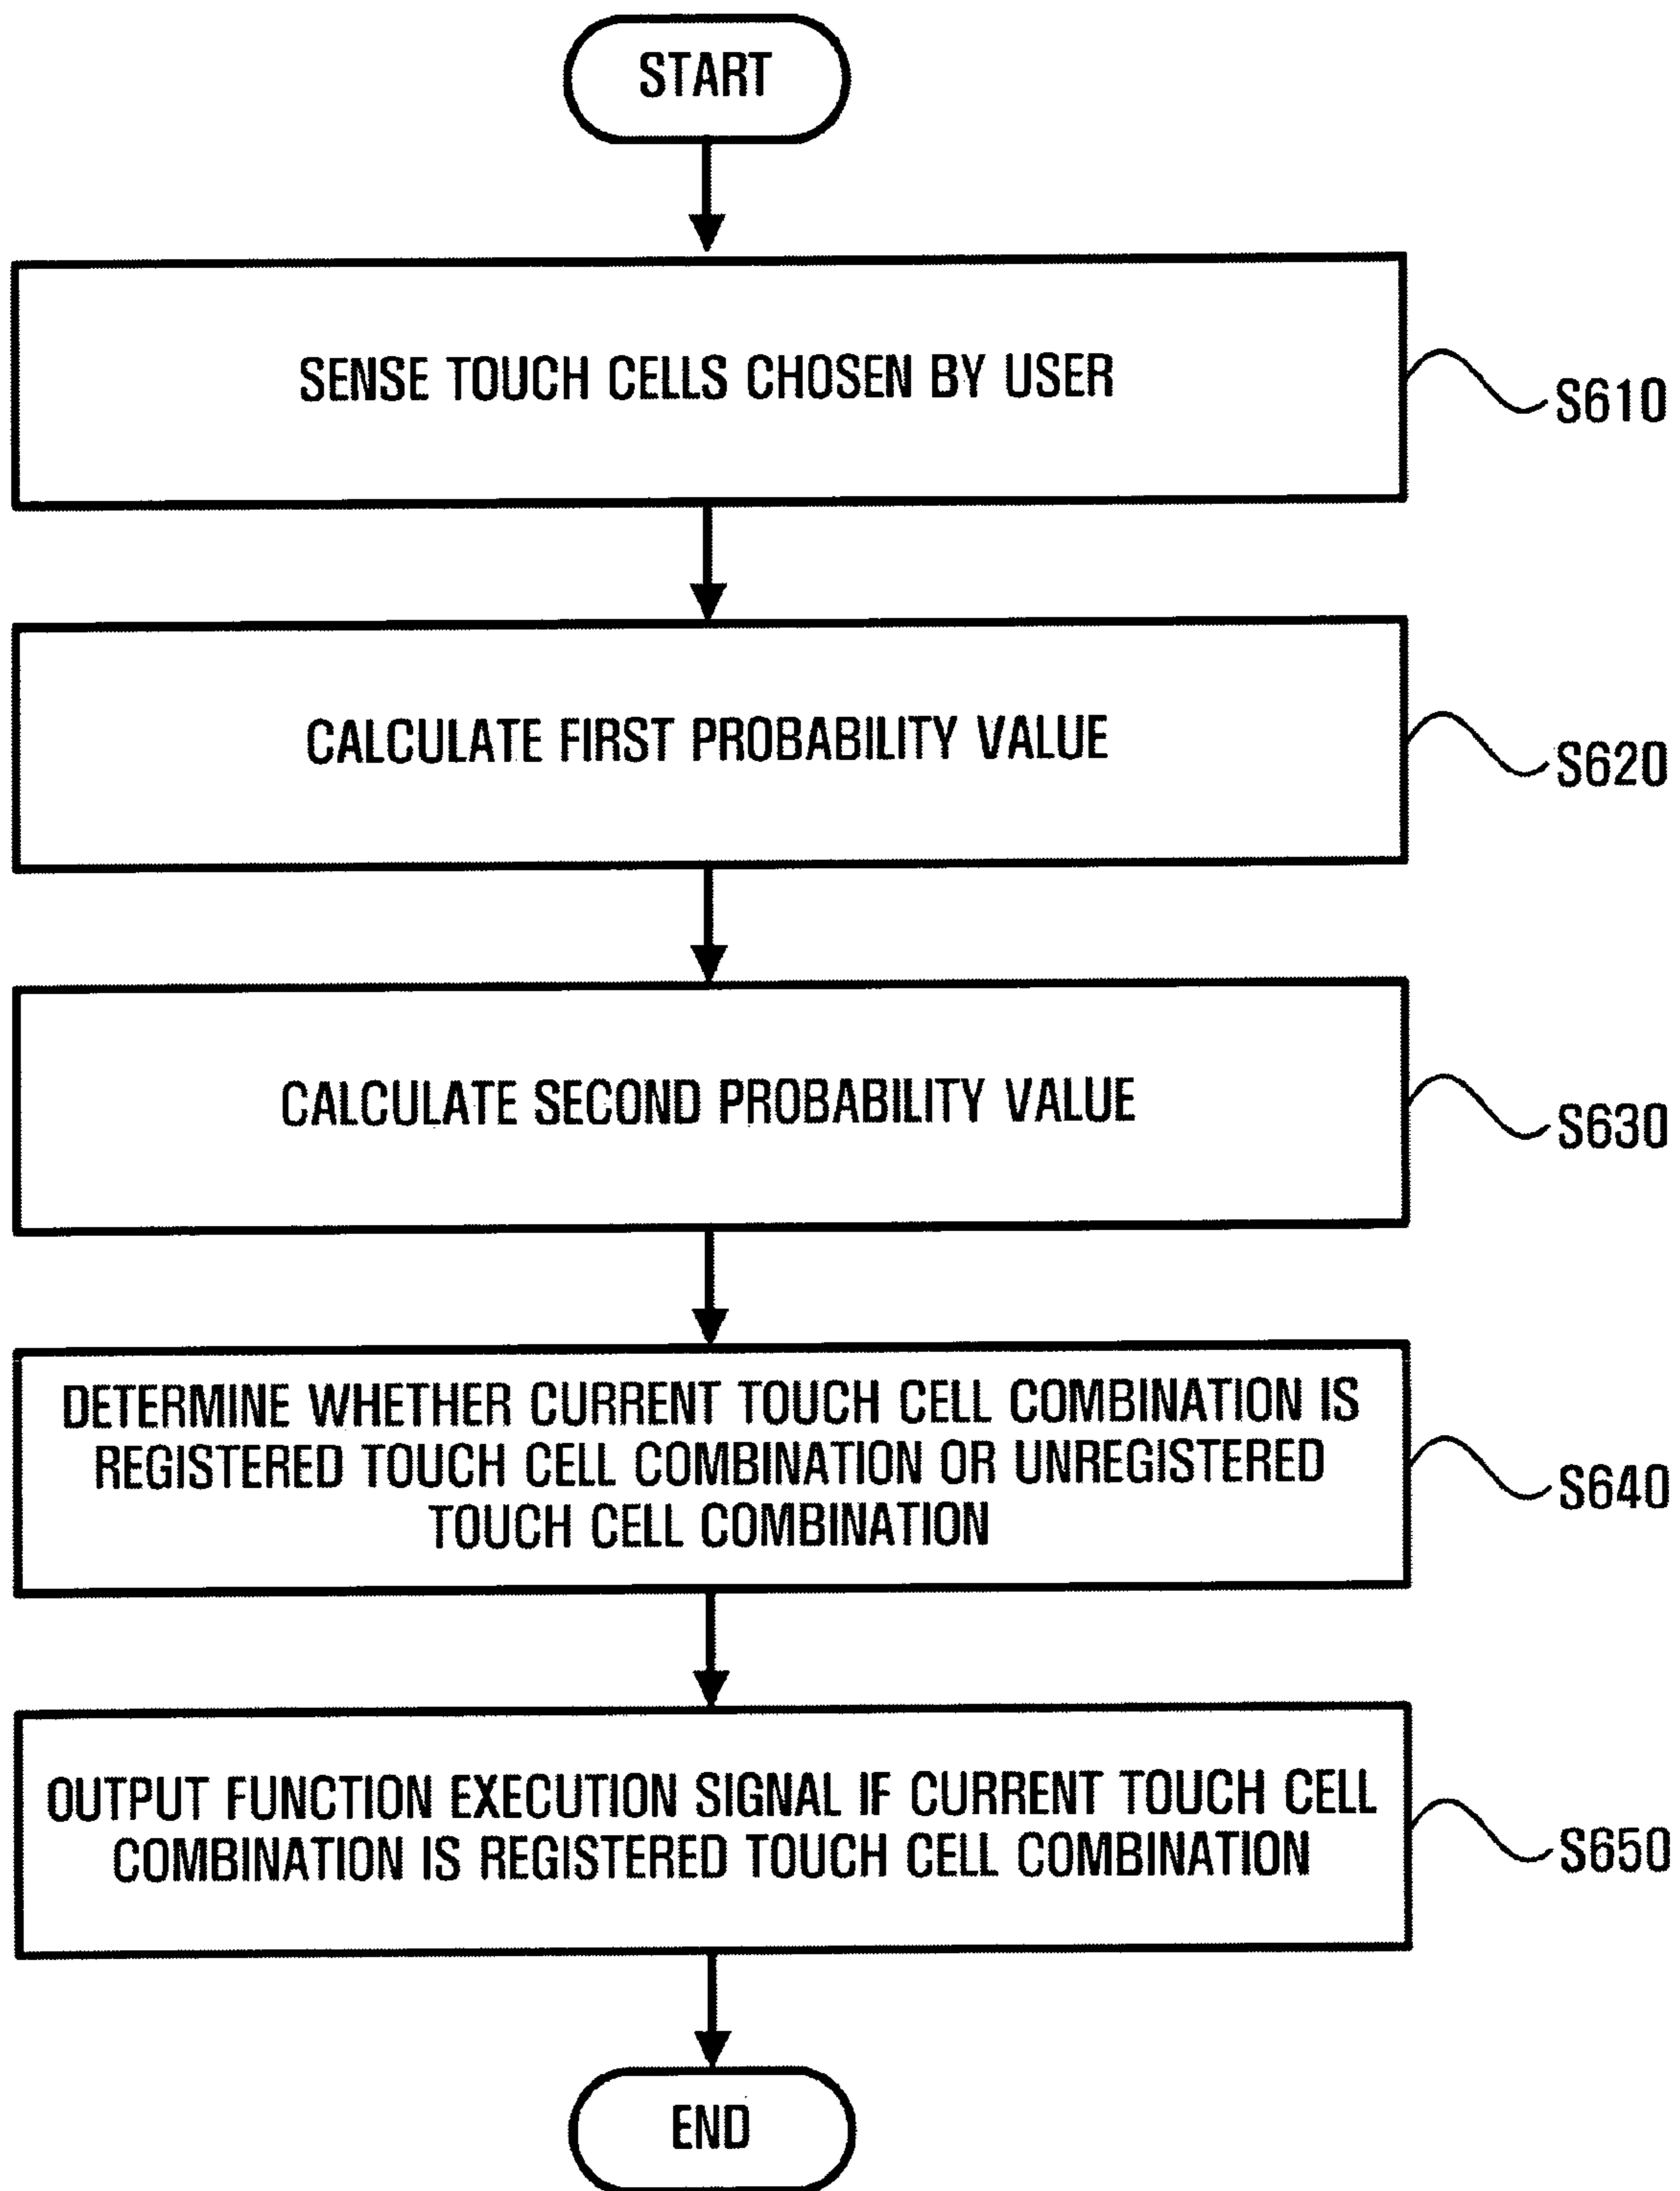 START
SENSE TOUCH CELLS CHOSEN BY USER
S610
CALCULATE FIRST PROBABILITY VALUE
S620
CALCULATE SECOND PROBABILITY VALUE
S630
DETERMINE WHETHER CURRENT TOUCH CELL COMBINATION IS
REGISTERED TOUCH CELL COMBINATION OR UNREGISTERED
TOUCH CELL COMBINATION
S640
OUTPUT FUNCTION EXECUTION SIGNAL IF CURRENT TOUCH CELL
COMBINATION IS REGISTERED TOUCH CELL COMBINATION
S650
END